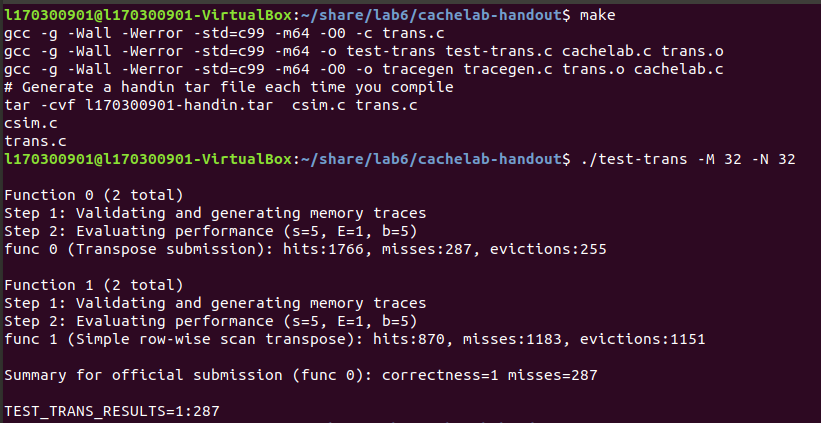 l170300901@l170300901-VirtualBox:~/share/lab6/cachelab-handout$ make
gcc -g -Wall -Werror -std=c99 -m64 -O0 -c trans.c
gcc -g -Wall -Werror -std=c99 -m64 -O0 -o test-trans test-trans.c cachelab.c trans.o
gcc -g -Wall -Werror -std=c99 -m64 -O0 -o tracegen tracegen.c trans.o cachelab.c
# Generate a handin tar file each time you compile
tar -cvf l170300901-handin.tar  csim.c trans.c
csim.c
trans.c
l170300901@l170300901-VirtualBox:~/share/lab6/cachelab-handout$ ./test-trans -M 32 -N 32

Function 0 (2 total)
Step 1: Validating and generating memory traces
Step 2: Evaluating performance (s=5, E=1, b=5)
func 0 (Transpose submission): hits:1766, misses:287, evictions:255

Function 1 (2 total)
Step 1: Validating and generating memory traces
Step 2: Evaluating performance (s=5, E=1, b=5)
func 1 (Simple row-wise scan transpose): hits:870, misses:1183, evictions:1151

Summary for official submission (func 0): correctness=1 misses=287

TEST_TRANS_RESULTS=1:287